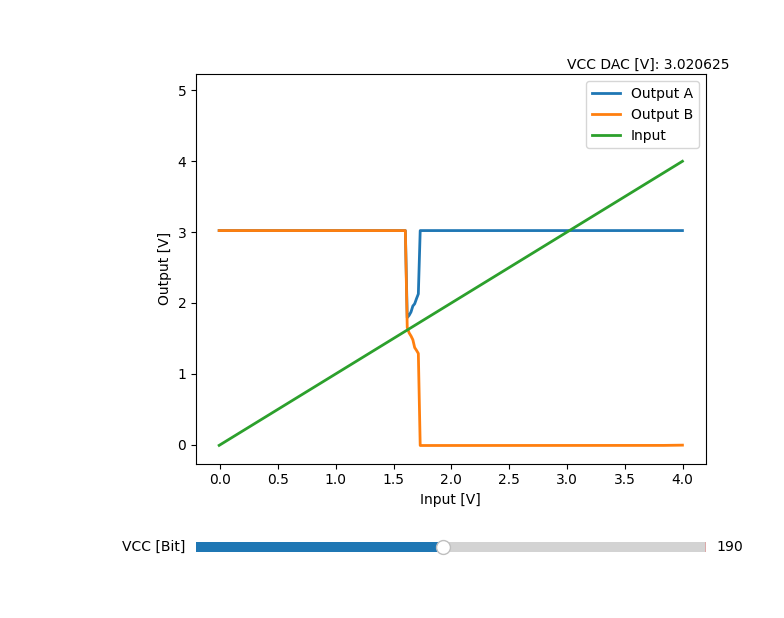 VCC DAC [V]: 3.020625
Output A
Output B
Input
5
4
3
2
1
0
Output [V]
0.0 0.5 1.0 1.5 2.0 2.5 3.0 3.5 4.0
Input [V]
VCC [Bit] 190